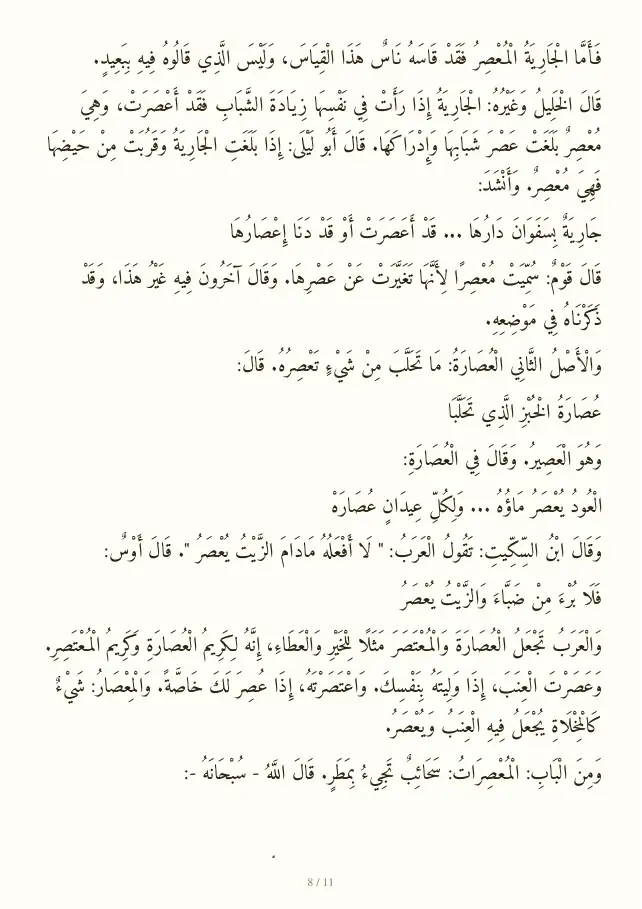 فَأَمَّا الْجَارِيَةُ الْمُعْصِرُ فَقَدْ قَاسَهُ نَاسٌ هَذَا الْقِيَاسَ، وَلَيْسَ الَّذِي قَالُوهُ فِيهِ بِبَعِيدٍ.
قَالَ الْخَلِيلُ وَغَيْرُهُ: الْجَارِيَةُ إِذَا رَأَتْ فِي نَفْسِهَا زِيَادَةَ الشَّبَابِ فَقَدْ أَعْصَرَتْ، وَهِيَ
مُعْصِرٌ بَلَغَتْ عَصْرَ شَبَابِهَا وَإِدْرَاكَهَا. قَالَ أَبُو لَيْلَى: إِذَا بَلَغَتِ الْجَارِيَةُ وَقَرُبَتْ مِنْ حَيْضِهَا
فَهِيَ مُعْصِرٌ. وَأَنْشَدَ:
جَارِيَةٌ بِسَفَوَانَ دَارُهَا ... قَدْ أَعَصَرَتْ أَوْ قَدْ دَنَا إِعْصَارُهَا
قَالَ قَوْمٌ: سُمِّيَتْ مُعْصِرًا لِأَنَّهَا تَغَيَّرَتْ عَنْ عَصْرِهَا. وَقَالَ آخَرُونَ فِيهِ غَيْرُ هَذَا، وَقَدْ
ذَكَرْنَاهُ فِي مَوْضِعِهِ.
وَالْأَصْلُ الثَّانِي الْعُصَارَةُ: مَا تَحَلَّبَ مِنْ شَيْءٍ تَعْصِرُهُ. قَالَ:
عُصَارَةُ الْخُبْزِ الَّذِي تَحَلَّبَا
وَهُوَ الْعَصِيرُ. وَقَالَ فِي الْعُصَارَةِ:
الْعُودُ يُعْصَرُ مَاؤُهُ ... وَلِكُلِّ عِيدَانٍ عُصَارَهْ
وَقَالَ ابْنُ السِّكِّيتِ: تَقُولُ الْعَرَبُ: " لَا أَفْعَلُهُ مَادَامَ الزَّيْتُ يُعْصَرُ ". قَالَ أَوْسٌ:
فَلَا بُرْءَ مِنْ ضَبَّاءَ وَالزَّيْتُ يُعْصَرُ
وَالْعَرَبُ تَجْعَلُ الْعُصَارَةَ وَالْمُعْتَصَرَ مَثَلًا لِلْخَيْرِ وَالْعَطَاءِ، إِنَّهُ لِكَرِيمُ الْعُصَارَةِ وَكَرِيمُ الْمُعْتَصِرِ.
وَعَصَرْتَ الْعِنَبَ، إِذَا وَلِيتَهُ بِنَفْسِكَ. وَاعْتَصَرْتَهُ، إِذَا عُصِرَ لَكَ خَاصَّةً. وَالْمِعْصَارُ: شَيْءٌ
كَالْمِخْلَاةِ يُجْعَلُ فِيهِ الْعِنَبُ وَيُعْصَرُ.
وَمِنَ الْبَابِ: الْمُعْصِرَاتُ: سَحَائِبٌ تَجِيءُ بِمَطَرٍ. قَالَ اللَّهُ - سُبْحَانَهُ -:
8 / 11